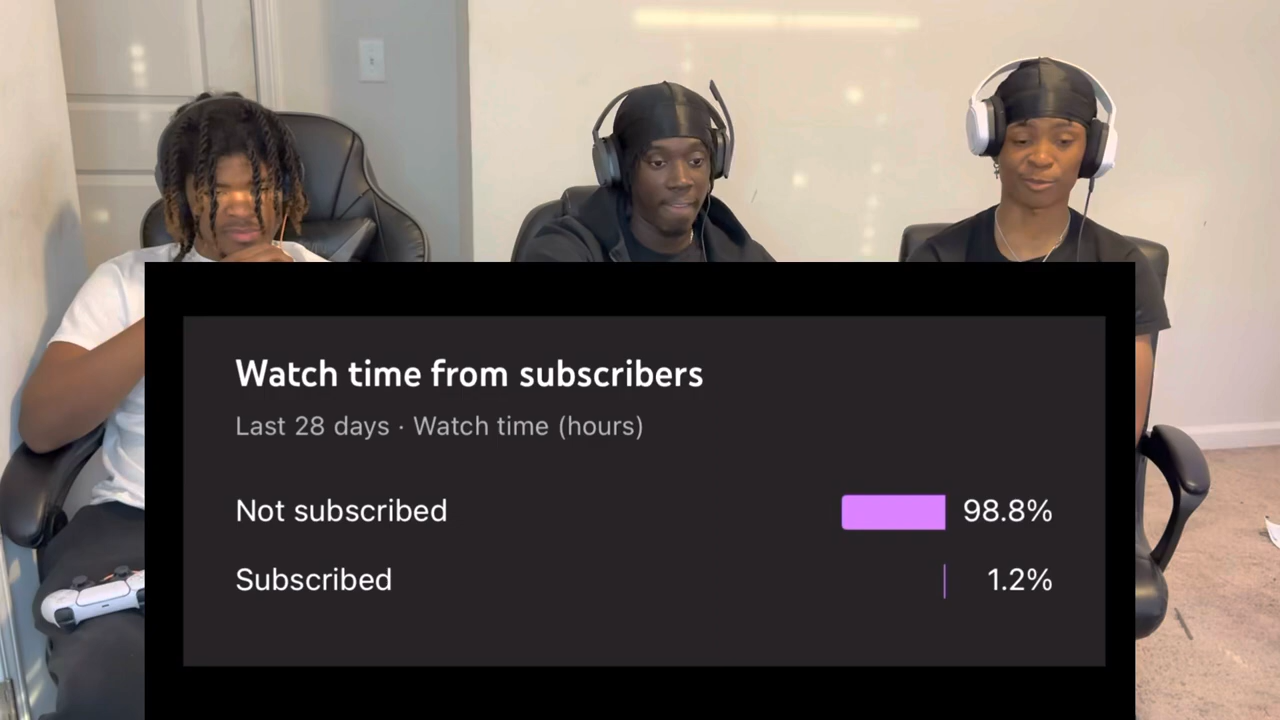 Watch time from subscribers
Last 28 days · Watch time (hours)
Not subscribed 98.8%
Subscribed 1.2%